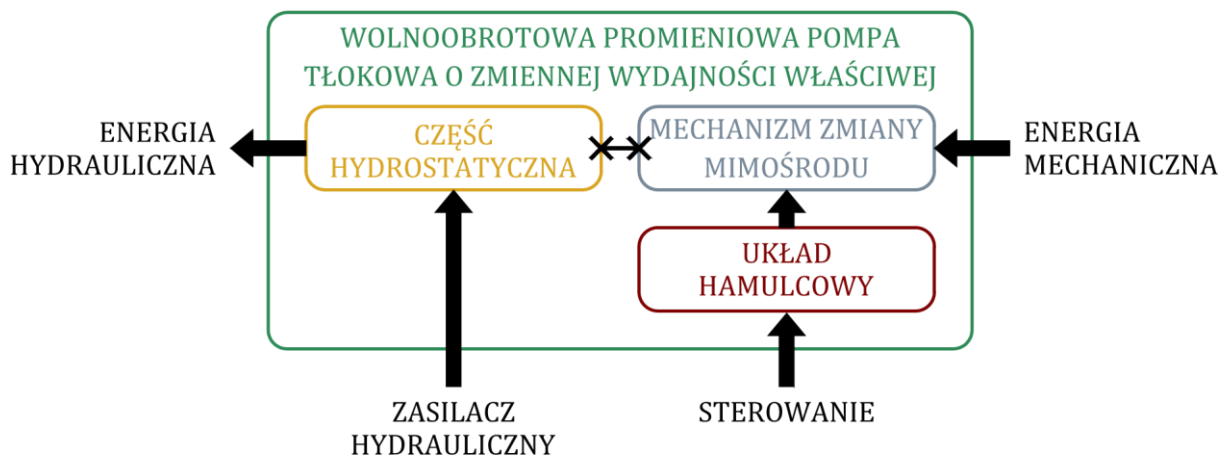 WOLNOOBROTOWA PROMIENIOWA POMPA
TŁOKOWA O ZMIENNEJ WYDAJNOŚCI WŁAŚCIWEJ
ENERGIA
HYDRAULICZNA
CZĘŚĆ
HYDROSTATYCZNA
MECHANIZM ZMIANY
MIMOŚRODU
ENERGIA
MECHANICZNA
UKŁAD
HAMULCOWY
ZASILACZ
HYDRAULICZNY
STEROWANIE